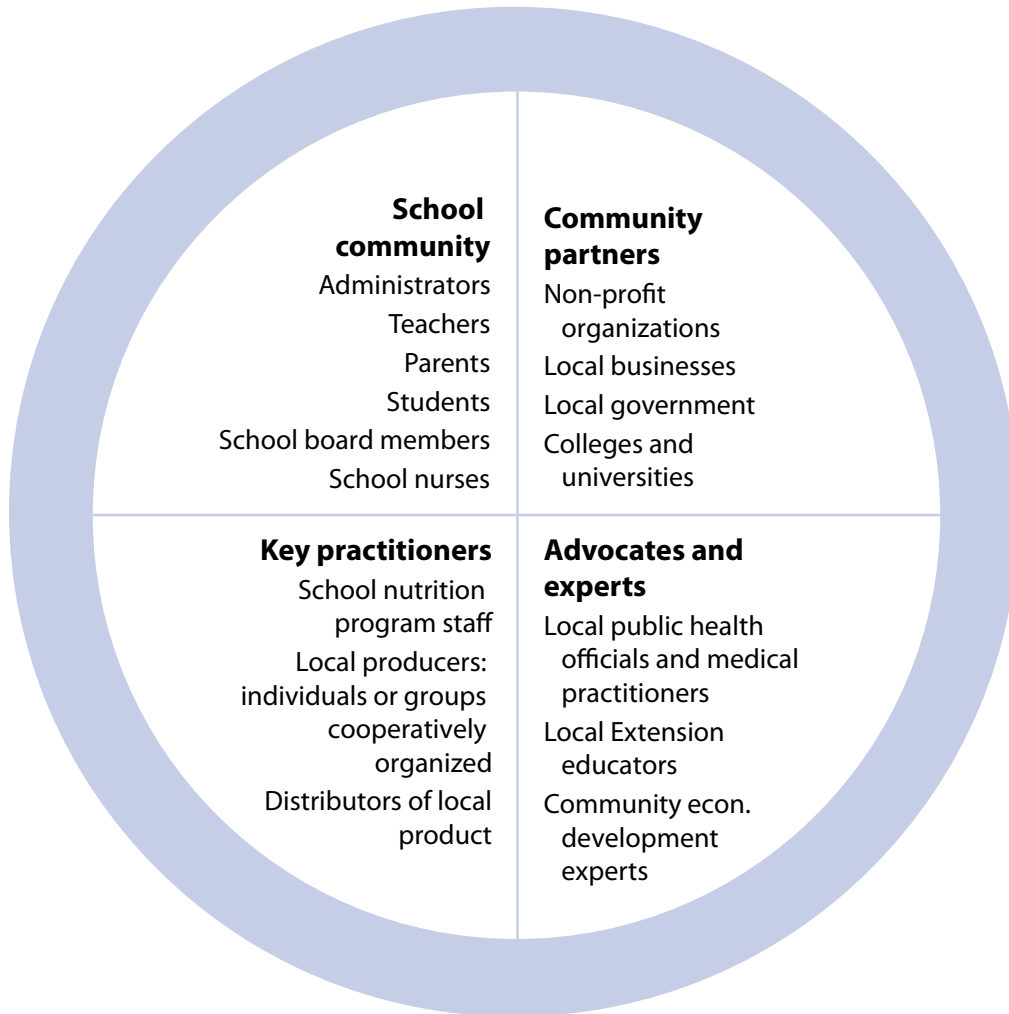 School
community
Administrators
Teachers
Parents
Students
School board members
School nurses
Community
partners
Non-profit
organizations
Local businesses
Local government
Colleges and
universities
Key practitioners
School nutrition
program staff
Local producers:
individuals or groups
cooperatively
organized
Distributors of local
product
Advocates and
experts
Local public health
officials and medical
practitioners
Local Extension
educators
Community econ.
development
experts